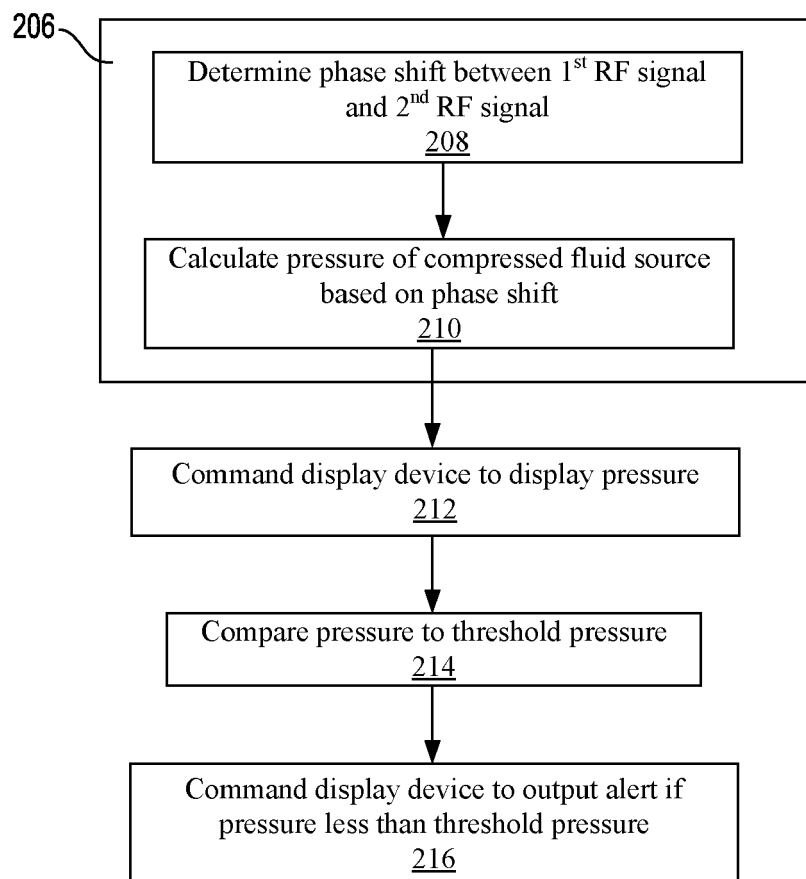 206
Determine phase shift between 1st RF signal
and 2nd RF signal
208
Calculate pressure of compressed fluid source
based on phase shift
210
Command display device to display pressure
212
Compare pressure to threshold pressure
214
Command display device to output alert if
pressure less than threshold pressure
216